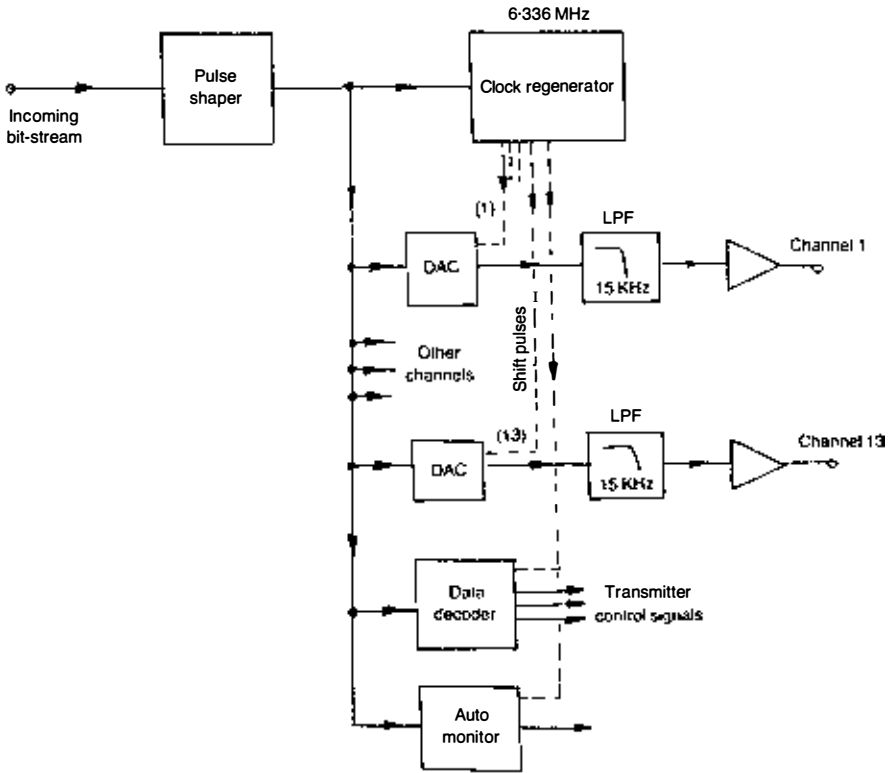 6·336 MHz
Pulse
shaper
Clock regenerator
Incoming
bit-stream
(1)
LPF
DAC
15 KHz
Channel 1
Shift pulses
Other
channels
LPF
(13)
DAC
15 KHz
Channel 13
Data
decoder
Transmitter
control signals
Auto
monitor